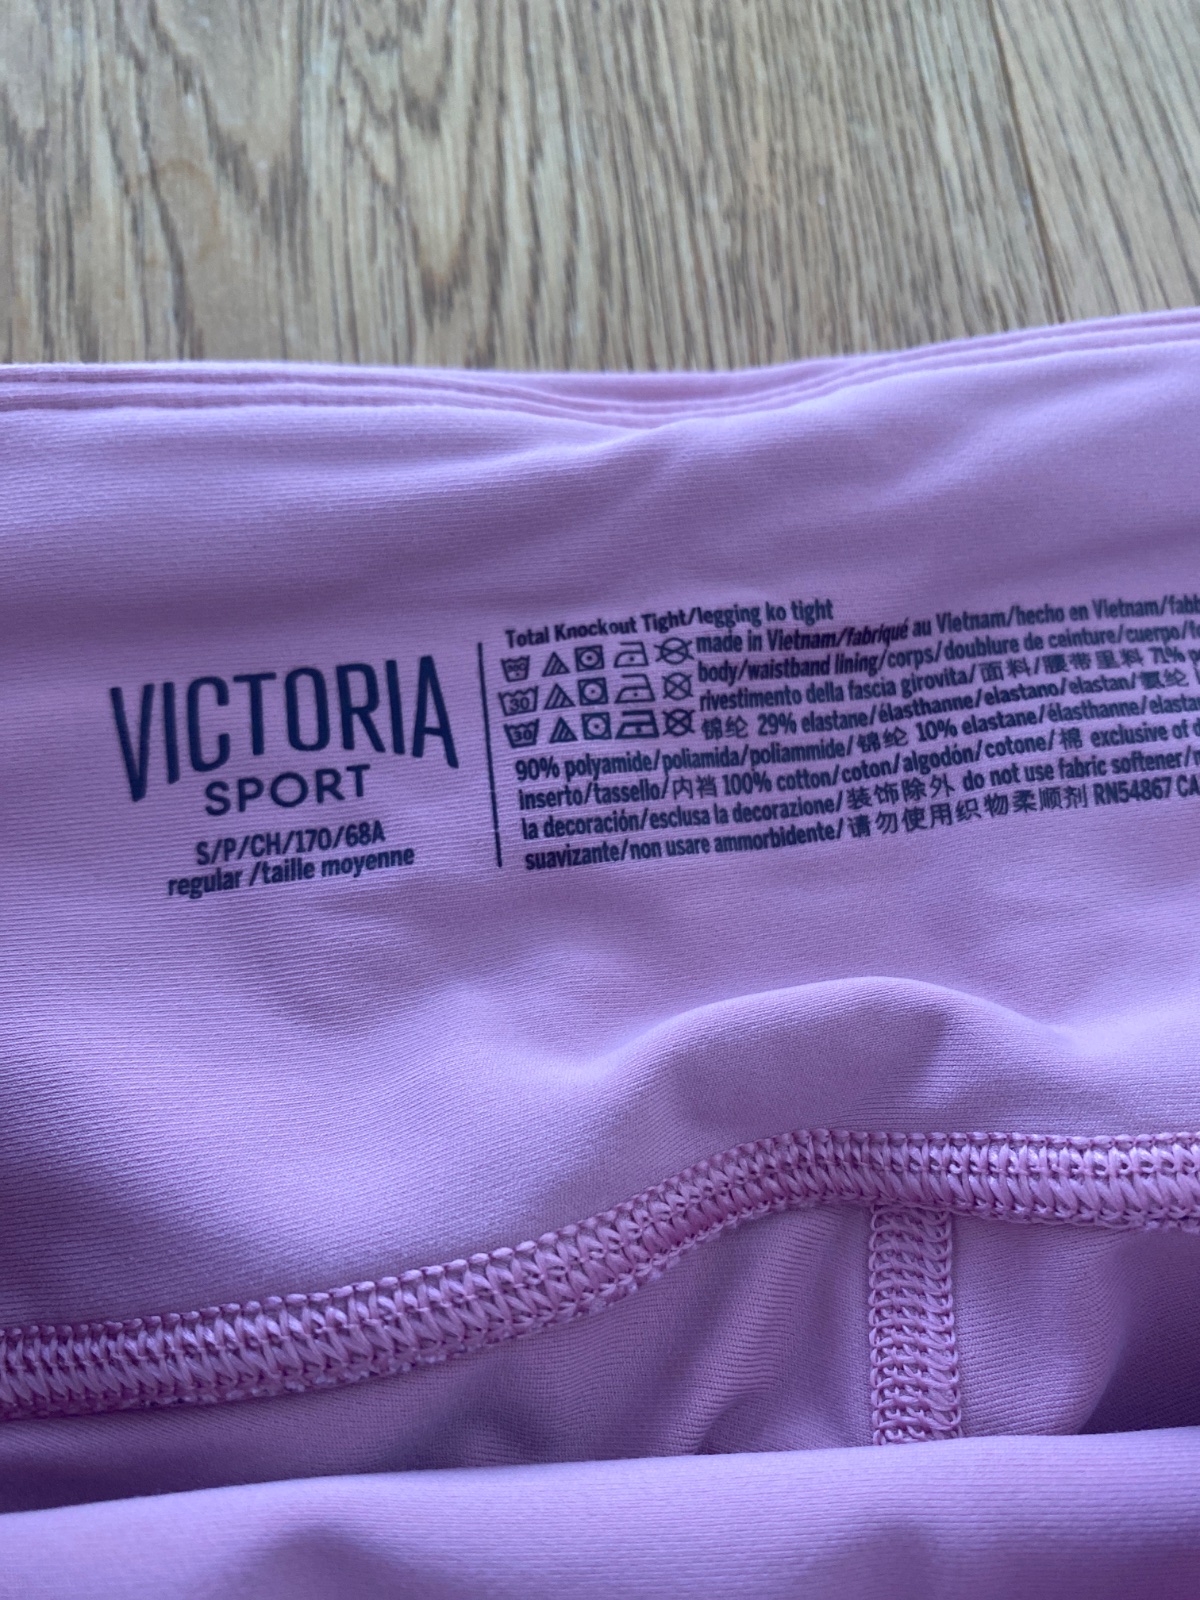 VICTORIA
SPORT
S/P/CH/170/68A
regular /taille moyenne
Total Knockout Tight/legging ko tight
made in Vietnam/fabriqué au Vietnam/hecho en Vietnam/fabb
body/waistband lining/corps/doublure de ceinture/cuerpo/
30 rivestimento della fascia girovita/面料/腰带里料 71% p
30 锦纶 29% elastane/élasthanne/elastano/elastan/氨纶
90% polyamide/poliamida/poliammide/锦纶 10% elastane/élasthanne/elasta
inserto/tassello/内裆 100% cotton/coton/algodón/cotone/棉 exclusive of
la decoración/esclusa la decorazione/装饰除外 do not use fabric softener/
suavizante/non usare ammorbidente/请勿使用织物柔顺剂 RN54867 CA